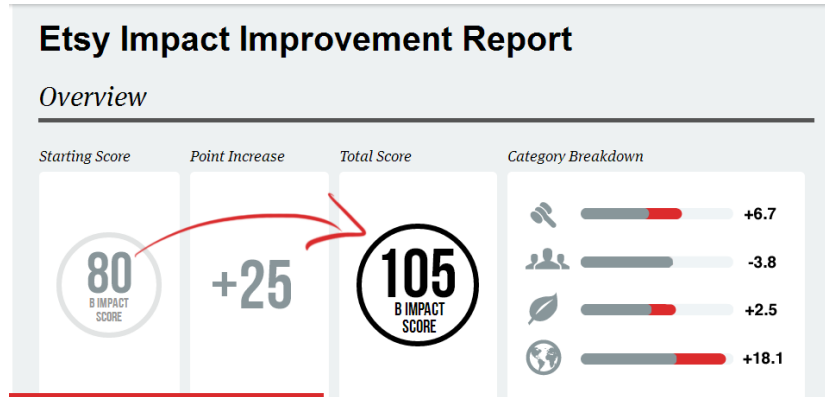 Etsy Impact Improvement Report
Overview
Starting Score
Point Increase
Total Score
Category Breakdown
80
B IMPACT
SCORE
+25
105
B IMPACT
SCORE
+6.7
-3.8
+2.5
+18.1